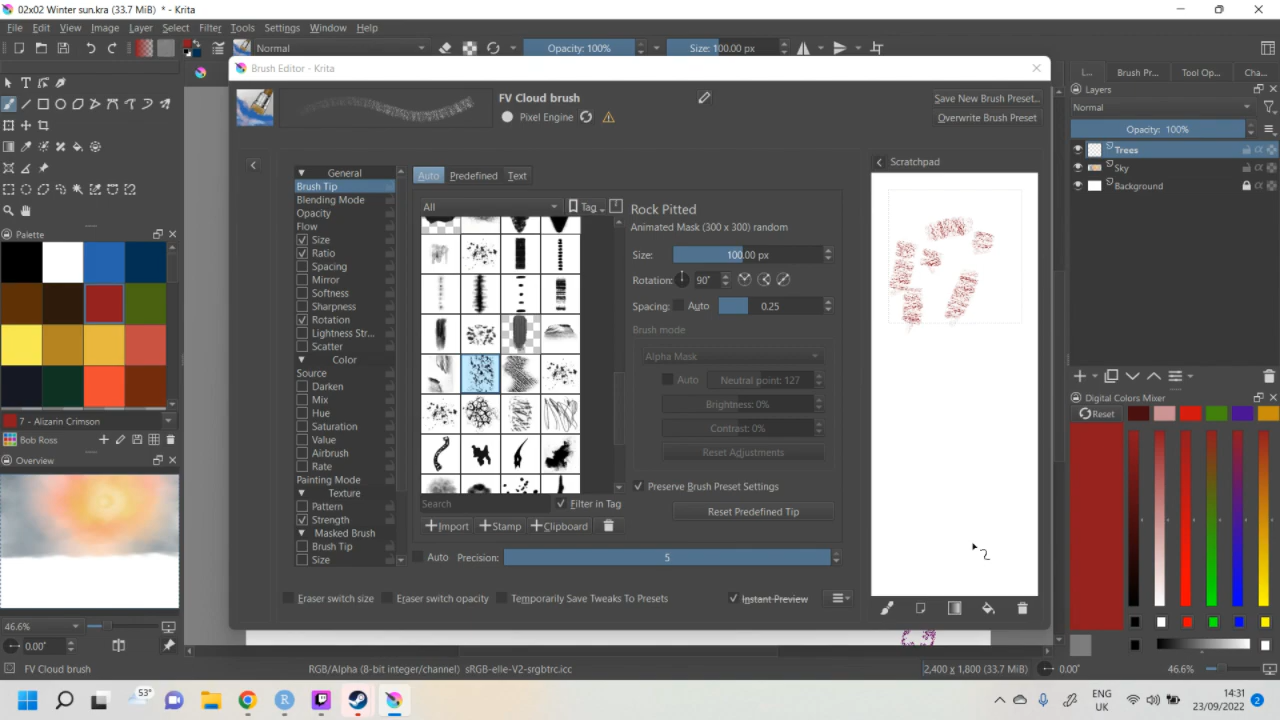 02x02 Winter sun.kra (33.7 MiB) * - Krita
File Edit View Image Layer Select Filter Tools Settings Window Help
Normal Opacity: 100% Size: 100.00 px
Brush Editor - Krita
FV Cloud brush
Pixel Engine
Save New Brush Preset...
Overwrite Brush Preset
L... Brush Pr... Tool Op... Cha...
Layers
Normal
Opacity: 100%
Trees
Sky
Background
Palette
7 - Alizarin Crimson
Bob Ross
Overview
46.6%
0.00°
General
Brush Tip
Blending Mode
Opacity
Flow
Size
Ratio
Spacing
Mirror
Softness
Sharpness
Rotation
Lightness Str...
Scatter
Color
Source
Darken
Mix
Hue
Saturation
Value
Airbrush
Rate
Painting Mode
Texture
Pattern
Strength
Masked Brush
Brush Tip
Size
Auto Predefined Text
All Tag
Search Filter in Tag
Import Stamp Clipboard
Auto Precision: 5
Rock Pitted
Animated Mask (300 x 300) random
Size: 100.00 px
Rotation: 90°
Spacing: Auto 0.25
Brush mode
Alpha Mask
Auto Neutral point: 127
Brightness: 0%
Contrast: 0%
Reset Adjustments
Preserve Brush Preset Settings
Reset Predefined Tip
Eraser switch size Eraser switch opacity Temporarily Save Tweaks To Presets Instant Preview
Scratchpad
Digital Colors Mixer
Reset
FV Cloud brush RGB/Alpha (8-bit integer/channel) sRGB-elle-V2-srgbtrc.icc 2,400 x 1,800 (33.7 MiB) 0.00° 46.6%
53°
ENG
UK
14:31
23/09/2022
2